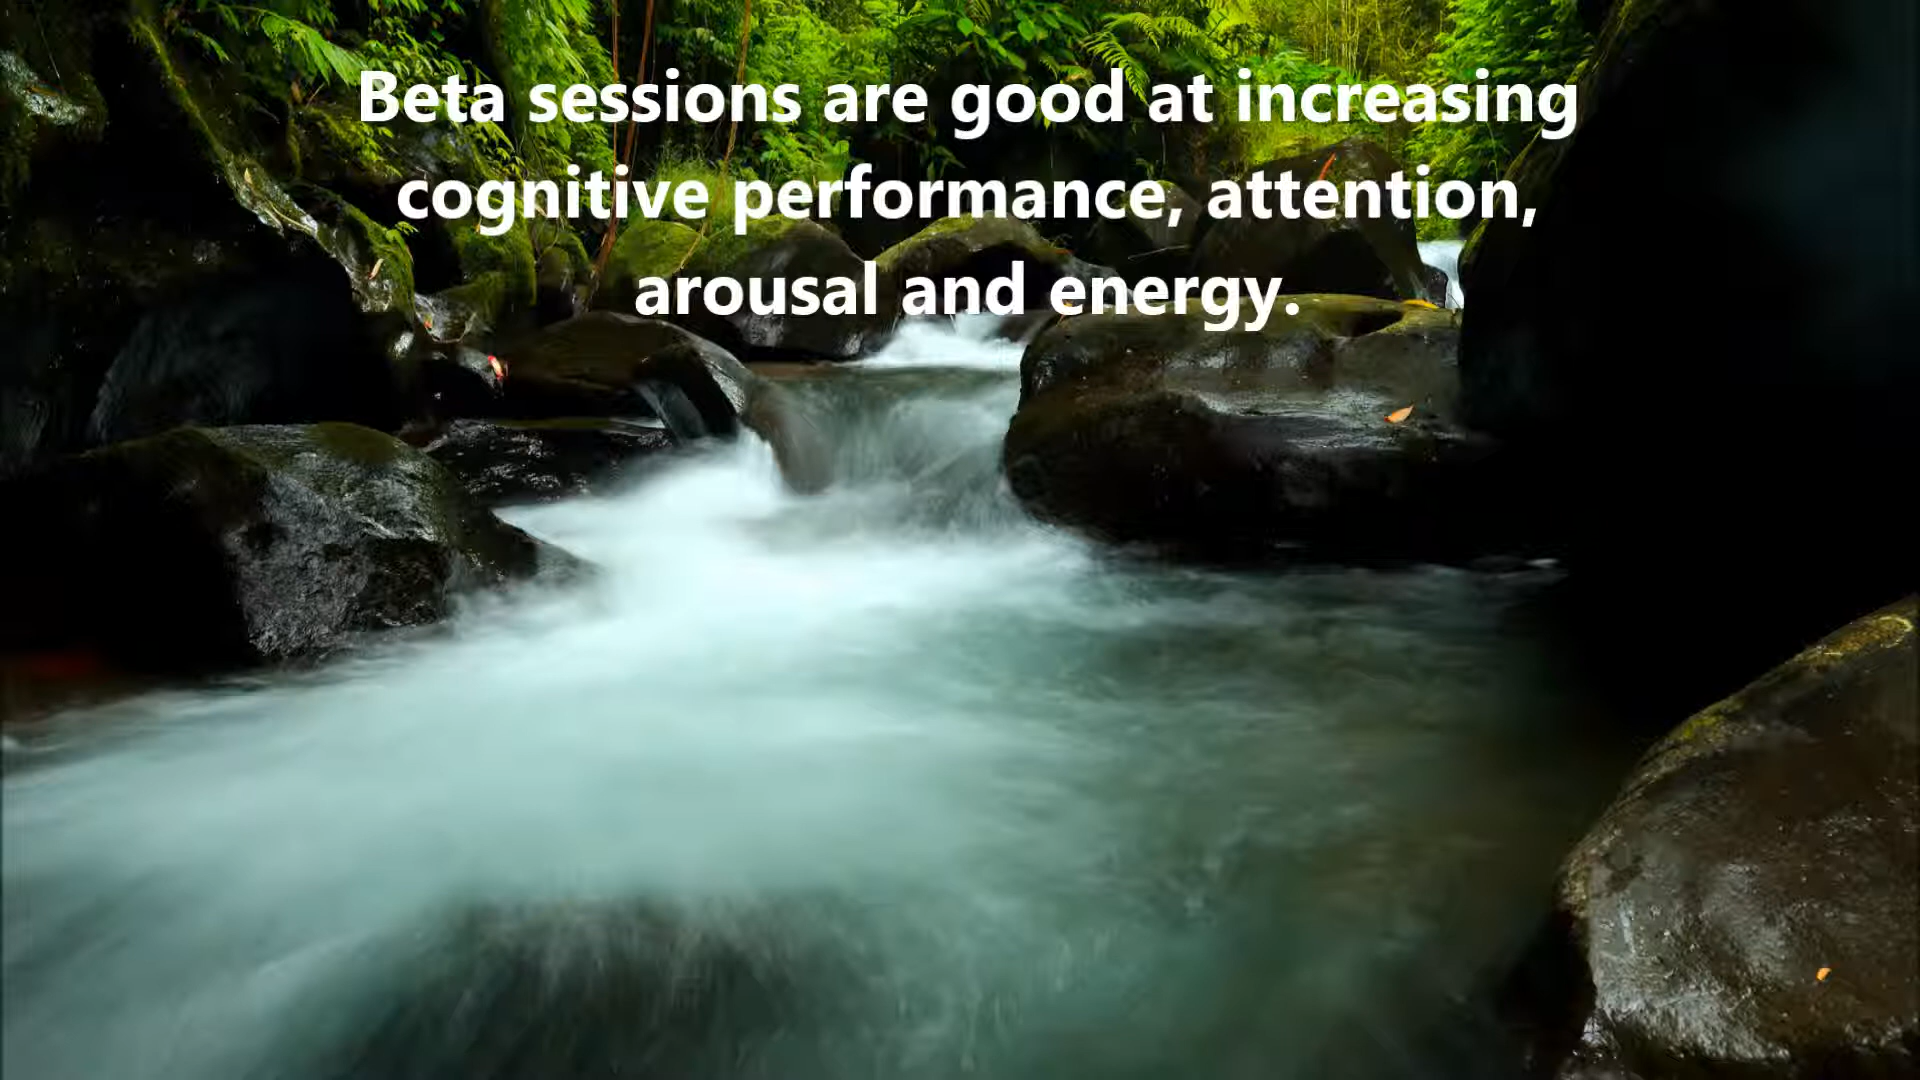 Beta sessions are good at increasing
cognitive performance, attention,
arousal and energy.